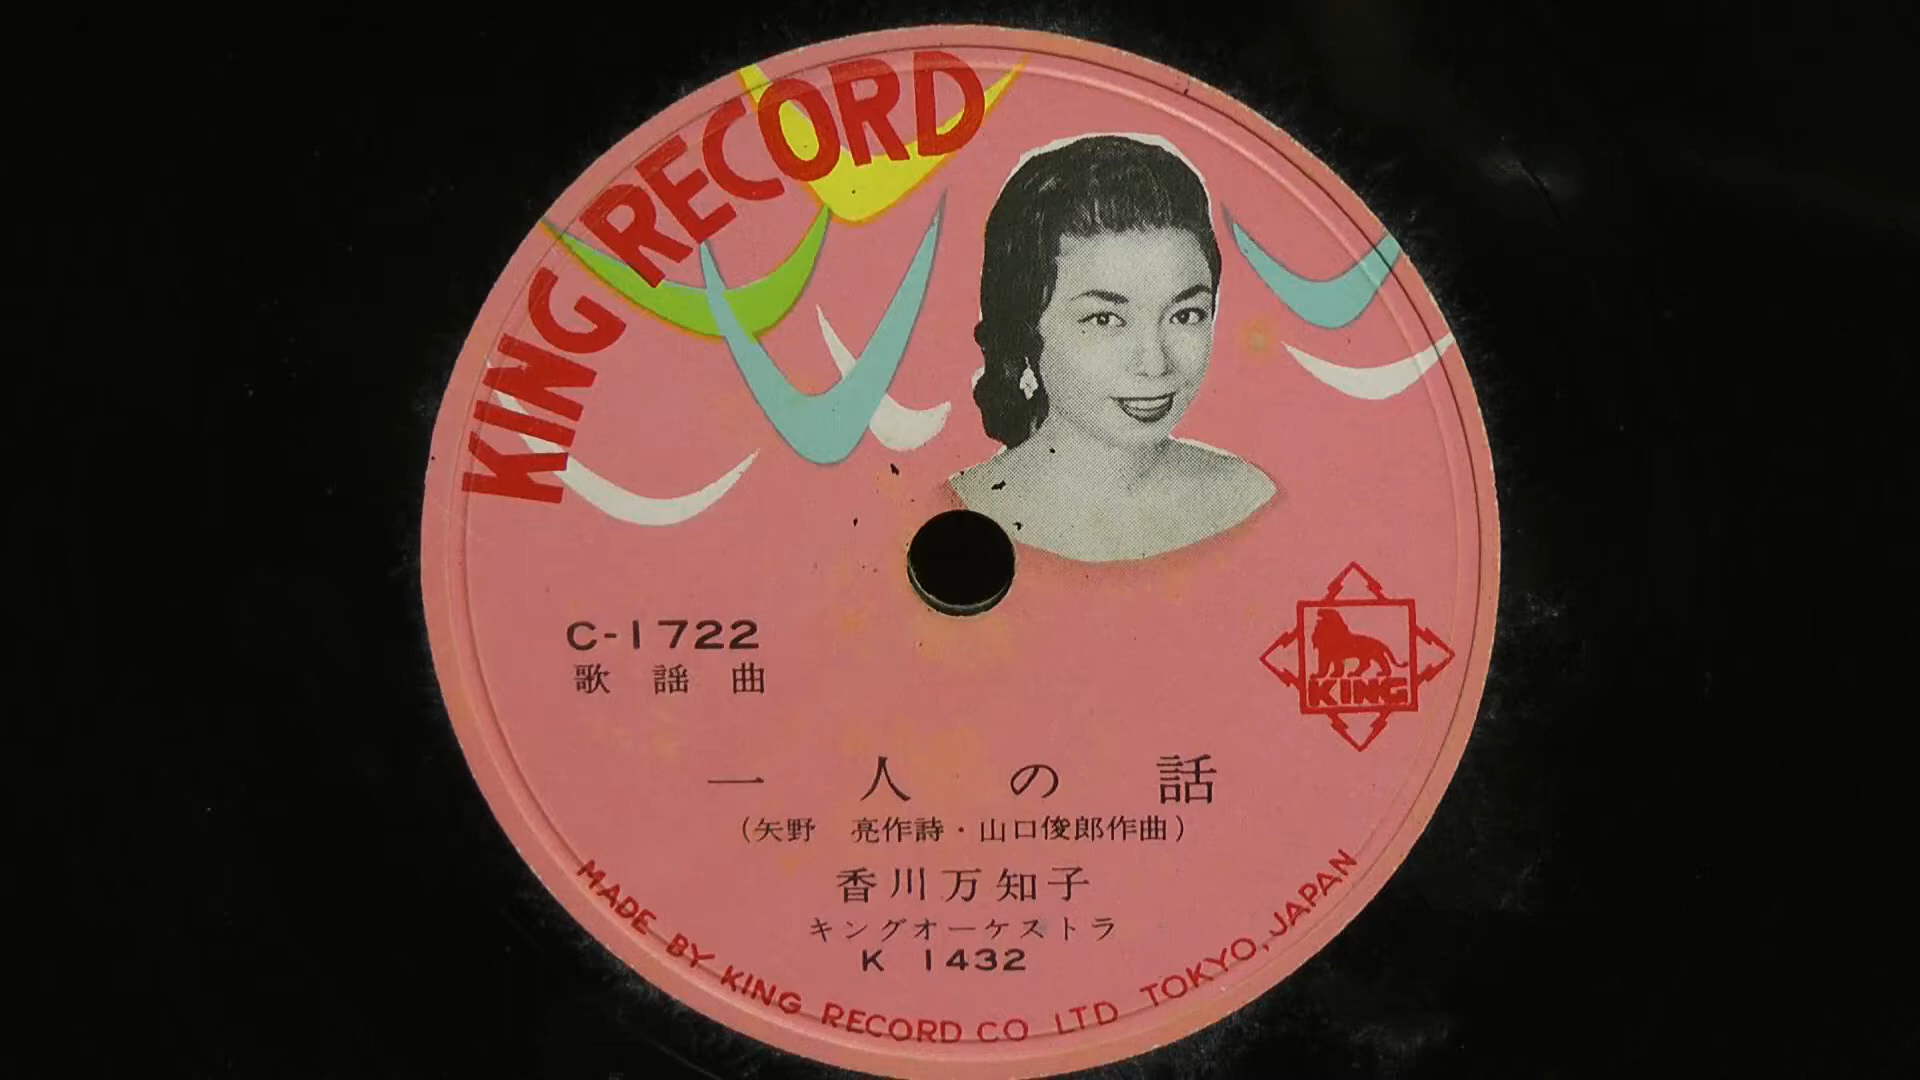 KING RECORD
C-1722
歌謡曲
KING
一人の話
(矢野 亮作詩・山口俊郎作曲)
香川万知子
キングオーケストラ
K 1432
MADE BY KING RECORD CO LTD TOKYO, JAPAN